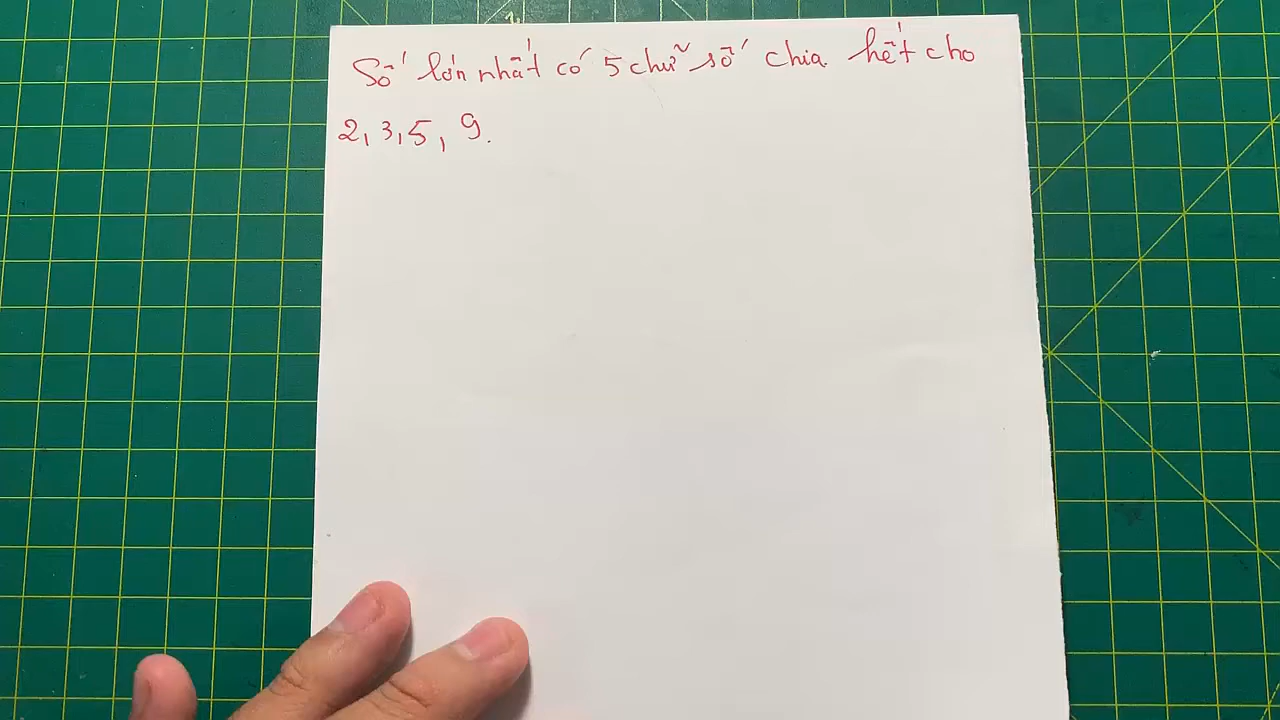 Số lớn nhất có 5 chữ số chia hết cho
2, 3, 5, 9.